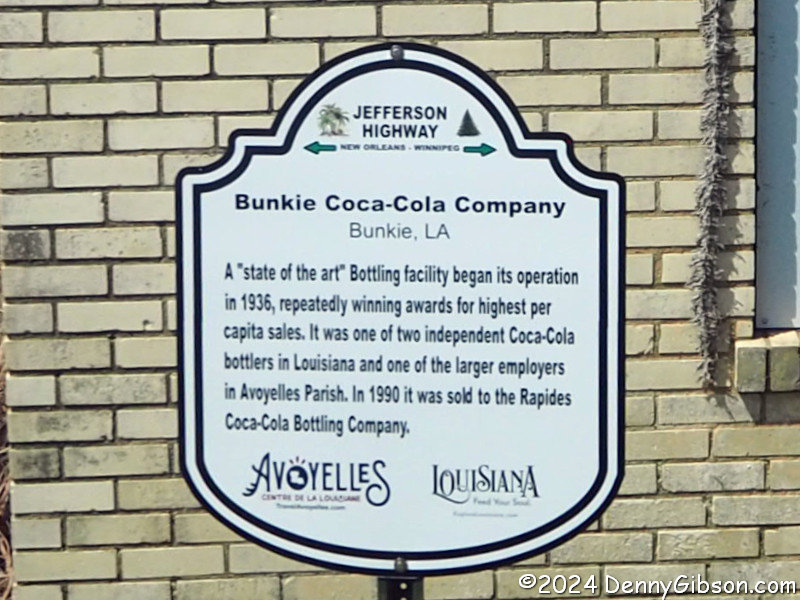 JEFFERSON
HIGHWAY
NEW ORLEANS - WINNIPEG
Bunkie Coca-Cola Company
Bunkie, LA
A "state of the art" Bottling facility began its operation
in 1936, repeatedly winning awards for highest per
capita sales. It was one of two independent Coca-Cola
bottlers in Louisiana and one of the larger employers
in Avoyelles Parish. In 1990 it was sold to the Rapides
Coca-Cola Bottling Company.
AVOYELLES
CENTRE DE LA LOUISIANE
TravelAvoyelles.com
LOUISIANA
Feed Your Soul.
©2024 DennyGibson.com